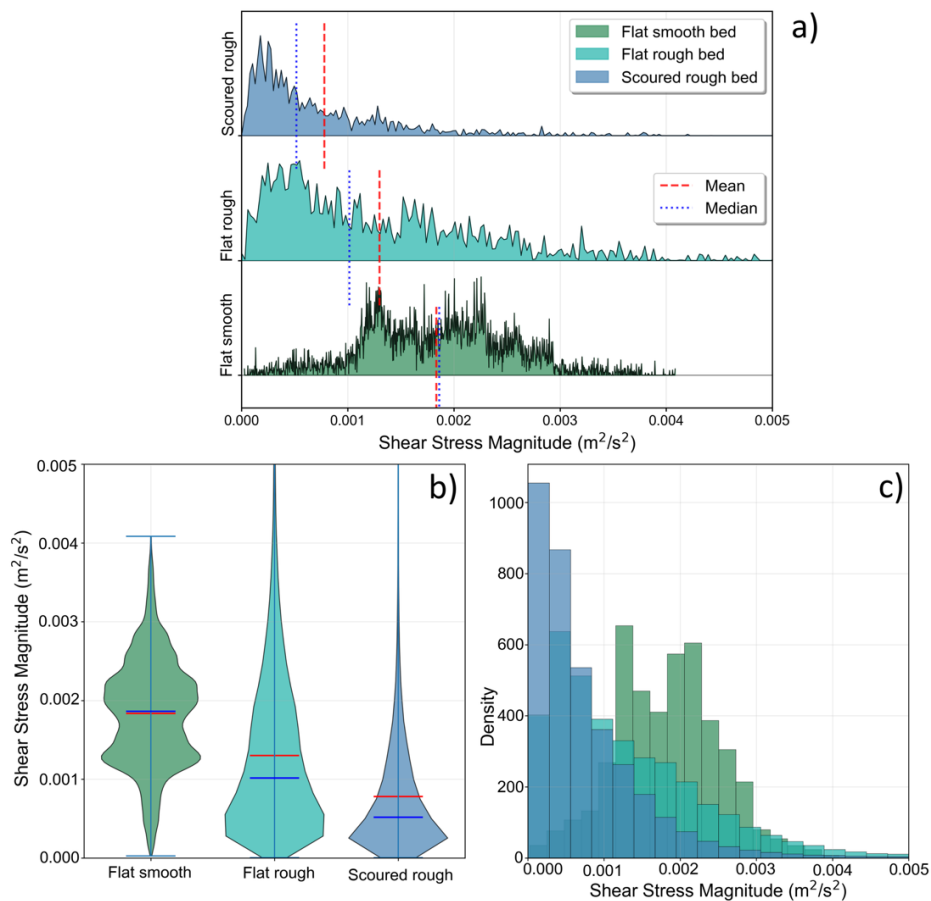 a)
Flat smooth bed
Flat rough bed
Scoured rough bed
Scoured rough
Mean
Median
Flat rough
Flat smooth
0.000 0.001 0.002 0.003 0.004 0.005
Shear Stress Magnitude (m²/s²)
b)
0.005
0.004
0.003
0.002
0.001
0.000
Shear Stress Magnitude (m²/s²)
Flat smooth Flat rough Scoured rough
c)
1000
800
600
400
200
0
Density
0.000 0.001 0.002 0.003 0.004 0.005
Shear Stress Magnitude (m²/s²)